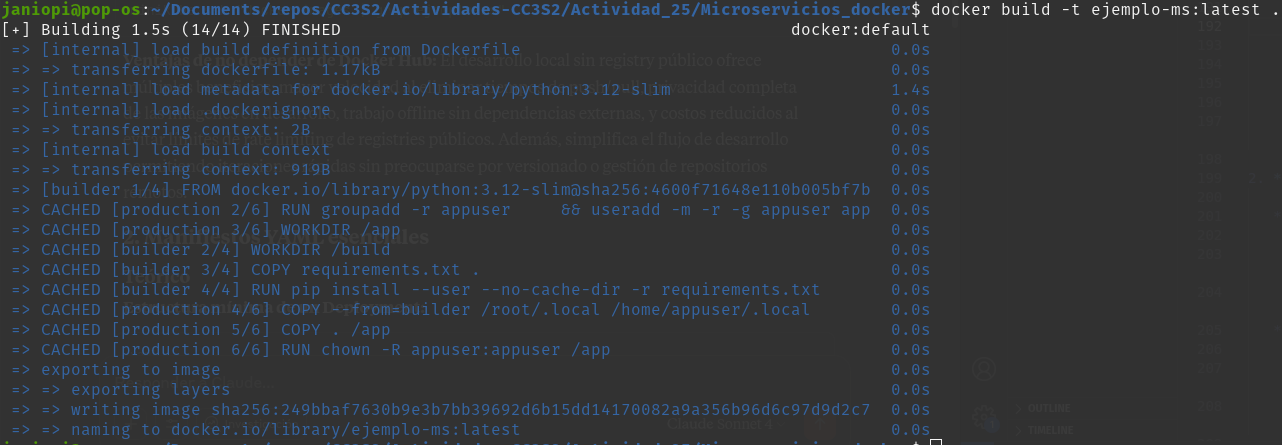 janiopi@pop-os:~/Documents/repos/CC3S2/Actividades-CC3S2/Actividad_25/Microservicios_docker$ docker build -t ejemplo-ms:latest .
[+] Building 1.5s (14/14) FINISHED docker:default
=> [internal] load build definition from Dockerfile 0.0s
=> => transferring dockerfile: 1.17kB 0.0s
=> [internal] load metadata for docker.io/library/python:3.12-slim 1.4s
=> [internal] load .dockerignore 0.0s
=> => transferring context: 2B 0.0s
=> [internal] load build context 0.0s
=> => transferring context: 919B 0.0s
=> [builder 1/4] FROM docker.io/library/python:3.12-slim@sha256:4600f71648e110b005bf7b 0.0s
=> CACHED [production 2/6] RUN groupadd -r appuser && useradd -m -r -g appuser app 0.0s
=> CACHED [production 3/6] WORKDIR /app 0.0s
=> CACHED [builder 2/4] WORKDIR /build 0.0s
=> CACHED [builder 3/4] COPY requirements.txt . 0.0s
=> CACHED [builder 4/4] RUN pip install --user --no-cache-dir -r requirements.txt 0.0s
=> CACHED [production 4/6] COPY --from=builder /root/.local /home/appuser/.local 0.0s
=> CACHED [production 5/6] COPY . /app 0.0s
=> CACHED [production 6/6] RUN chown -R appuser:appuser /app 0.0s
=> exporting to image 0.0s
=> => exporting layers 0.0s
=> => writing image sha256:249bbaf7630b9e3b7bb39692d6b15dd14170082a9a356b96d6c97d9d2c7 0.0s
=> => naming to docker.io/library/ejemplo-ms:latest 0.0s
OUTLINE
TIMELINE
Claude Sonnet 4